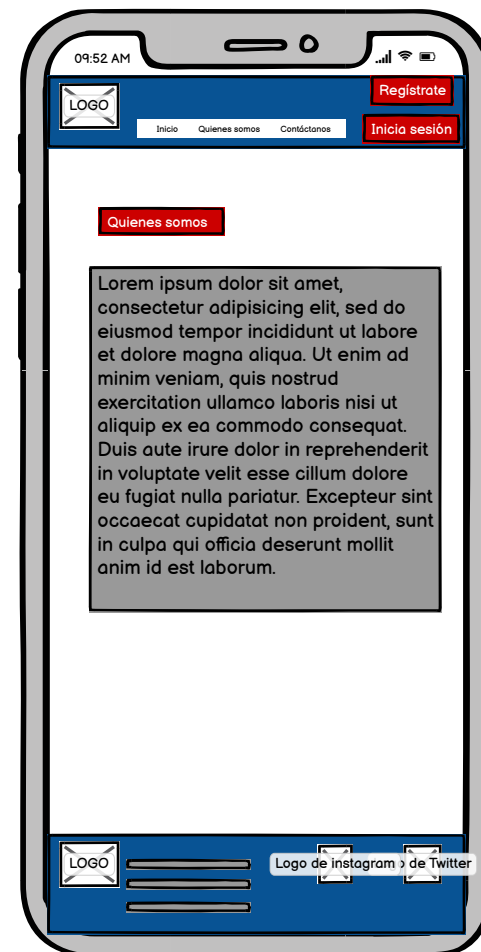 09:52 AM
LOGO
Regístrate
Inicio Quienes somos Contáctanos
Inicia sesión
Quienes somos
Lorem ipsum dolor sit amet,
consectetur adipisicing elit, sed do
eiusmod tempor incididunt ut labore
et dolore magna aliqua. Ut enim ad
minim veniam, quis nostrud
exercitation ullamco laboris nisi ut
aliquip ex ea commodo consequat.
Duis aute irure dolor in reprehenderit
in voluptate velit esse cillum dolore
eu fugiat nulla pariatur. Excepteur sint
occaecat cupidatat non proident, sunt
in culpa qui officia deserunt mollit
anim id est laborum.
LOGO
Logo de instagram de Twitter